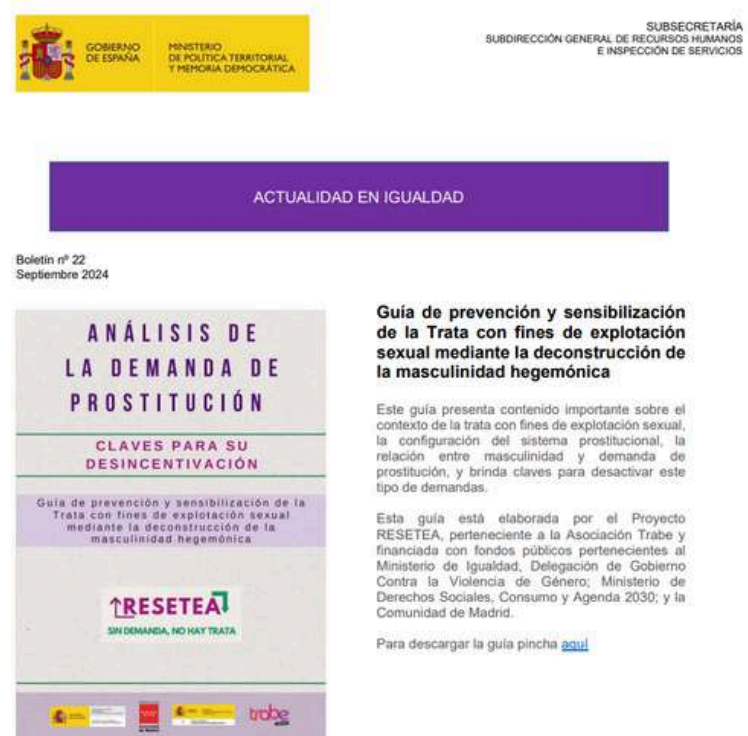 GOBIERNO
DE ESPAÑA
MINISTERIO
DE POLÍTICA TERRITORIAL
Y MEMORIA DEMOCRÁTICA
SUBSECRETARÍA
SUBDIRECCIÓN GENERAL DE RECURSOS HUMANOS
E INSPECCIÓN DE SERVICIOS
ACTUALIDAD EN IGUALDAD
Boletín nº 22
Septiembre 2024
ANÁLISIS DE
LA DEMANDA DE
PROSTITUCIÓN
CLAVES PARA SU
DESINCENTIVACIÓN
Guía de prevención y sensibilización de la
Trata con fines de explotación sexual
mediante la deconstrucción de la
masculinidad hegemónica
RESETEA
SIN DEMANDA, NO HAY TRATA
trabe
Guía de prevención y sensibilización
de la Trata con fines de explotación
sexual mediante la deconstrucción de
la masculinidad hegemónica
Este guía presenta contenido importante sobre el
contexto de la trata con fines de explotación sexual,
la configuración del sistema prostitucional, la
relación entre masculinidad y demanda de
prostitución, y brinda claves para desactivar este
tipo de demandas.
Esta guía está elaborada por el Proyecto
RESETEA, perteneciente a la Asociación Trabe y
financiada con fondos públicos pertenecientes al
Ministerio de Igualdad, Delegación de Gobierno
Contra la Violencia de Género; Ministerio de
Derechos Sociales, Consumo y Agenda 2030; y la
Comunidad de Madrid.
Para descargar la guía pincha aquí